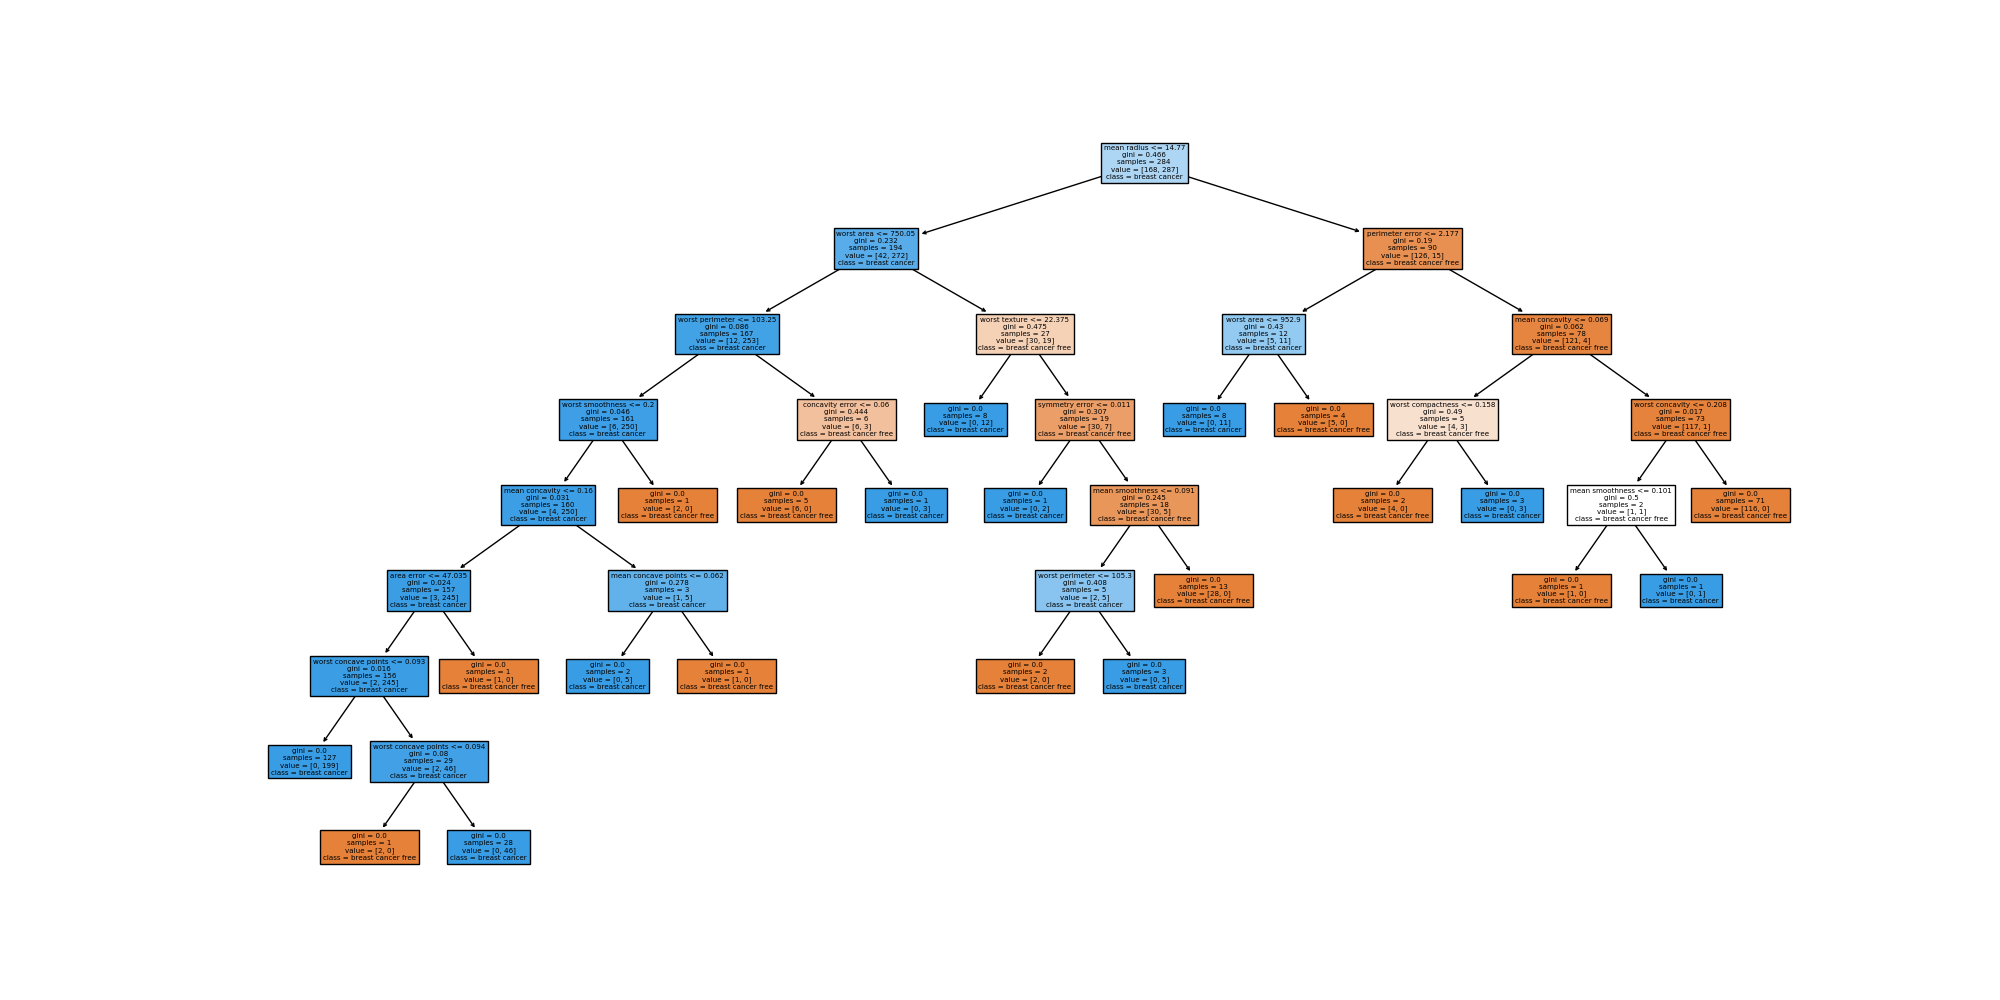 mean radius <= 14.77
gini = 0.466
samples = 284
value = [168, 287]
class = breast cancer
worst area <= 750.05
gini = 0.232
samples = 194
value = [42, 272]
class = breast cancer
perimeter error <= 2.177
gini = 0.19
samples = 90
value = [126, 15]
class = breast cancer free
worst perimeter <= 103.25
gini = 0.086
samples = 167
value = [12, 253]
class = breast cancer
worst texture <= 22.375
gini = 0.475
samples = 27
value = [30, 19]
class = breast cancer free
worst area <= 952.9
gini = 0.43
samples = 12
value = [5, 11]
class = breast cancer
mean concavity <= 0.069
gini = 0.062
samples = 78
value = [121, 4]
class = breast cancer free
worst smoothness <= 0.2
gini = 0.046
samples = 161
value = [6, 250]
class = breast cancer
concavity error <= 0.06
gini = 0.444
samples = 6
value = [6, 3]
class = breast cancer free
gini = 0.0
samples = 8
value = [0, 12]
class = breast cancer
symmetry error <= 0.011
gini = 0.307
samples = 19
value = [30, 7]
class = breast cancer free
gini = 0.0
samples = 8
value = [0, 11]
class = breast cancer
gini = 0.0
samples = 4
value = [5, 0]
class = breast cancer free
worst compactness <= 0.158
gini = 0.49
samples = 5
value = [4, 3]
class = breast cancer free
worst concavity <= 0.208
gini = 0.017
samples = 73
value = [117, 1]
class = breast cancer free
mean concavity <= 0.16
gini = 0.031
samples = 160
value = [4, 250]
class = breast cancer
gini = 0.0
samples = 1
value = [2, 0]
class = breast cancer free
gini = 0.0
samples = 5
value = [6, 0]
class = breast cancer free
gini = 0.0
samples = 1
value = [0, 3]
class = breast cancer
gini = 0.0
samples = 1
value = [0, 2]
class = breast cancer
mean smoothness <= 0.091
gini = 0.245
samples = 18
value = [30, 5]
class = breast cancer free
gini = 0.0
samples = 2
value = [4, 0]
class = breast cancer free
gini = 0.0
samples = 3
value = [0, 3]
class = breast cancer
mean smoothness <= 0.101
gini = 0.5
samples = 2
value = [1, 1]
class = breast cancer free
gini = 0.0
samples = 71
value = [116, 0]
class = breast cancer free
area error <= 47.035
gini = 0.024
samples = 157
value = [3, 245]
class = breast cancer
mean concave points <= 0.062
gini = 0.278
samples = 3
value = [1, 5]
class = breast cancer
worst perimeter <= 105.3
gini = 0.408
samples = 5
value = [2, 5]
class = breast cancer
gini = 0.0
samples = 13
value = [28, 0]
class = breast cancer free
gini = 0.0
samples = 1
value = [1, 0]
class = breast cancer free
gini = 0.0
samples = 1
value = [0, 1]
class = breast cancer
worst concave points <= 0.093
gini = 0.016
samples = 156
value = [2, 245]
class = breast cancer
gini = 0.0
samples = 1
value = [1, 0]
class = breast cancer free
gini = 0.0
samples = 2
value = [0, 5]
class = breast cancer
gini = 0.0
samples = 1
value = [1, 0]
class = breast cancer free
gini = 0.0
samples = 2
value = [2, 0]
class = breast cancer free
gini = 0.0
samples = 3
value = [0, 5]
class = breast cancer
gini = 0.0
samples = 127
value = [0, 199]
class = breast cancer
worst concave points <= 0.094
gini = 0.08
samples = 29
value = [2, 46]
class = breast cancer
gini = 0.0
samples = 1
value = [2, 0]
class = breast cancer free
gini = 0.0
samples = 28
value = [0, 46]
class = breast cancer